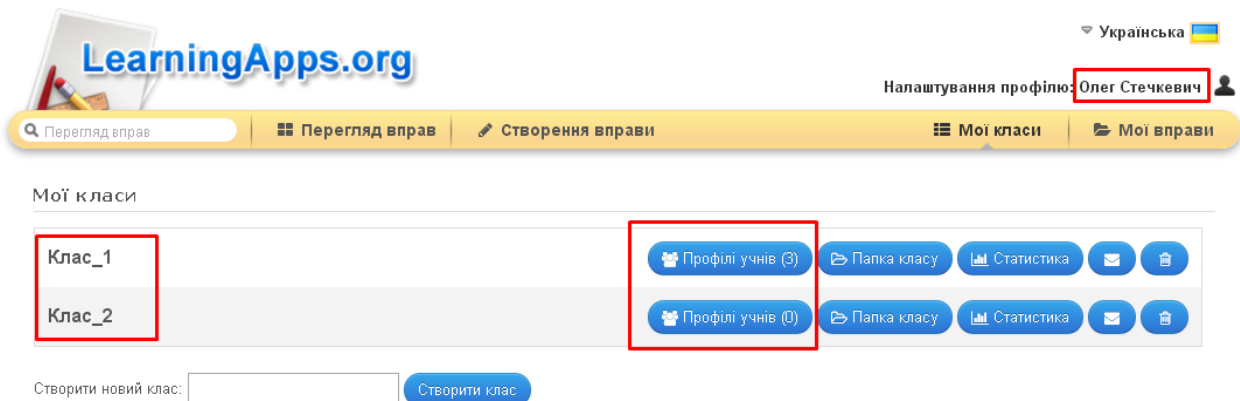 Українська
LearningApps.org
Налаштування профілю: Олег Стечкевич
Перегляд вправ Перегляд вправ Створення вправи Мої класи Мої вправи
Мої класи
Клас_1 Профілі учнів (3) Папка класу Статистика
Клас_2 Профілі учнів (0) Папка класу Статистика
Створити новий клас: Створити клас